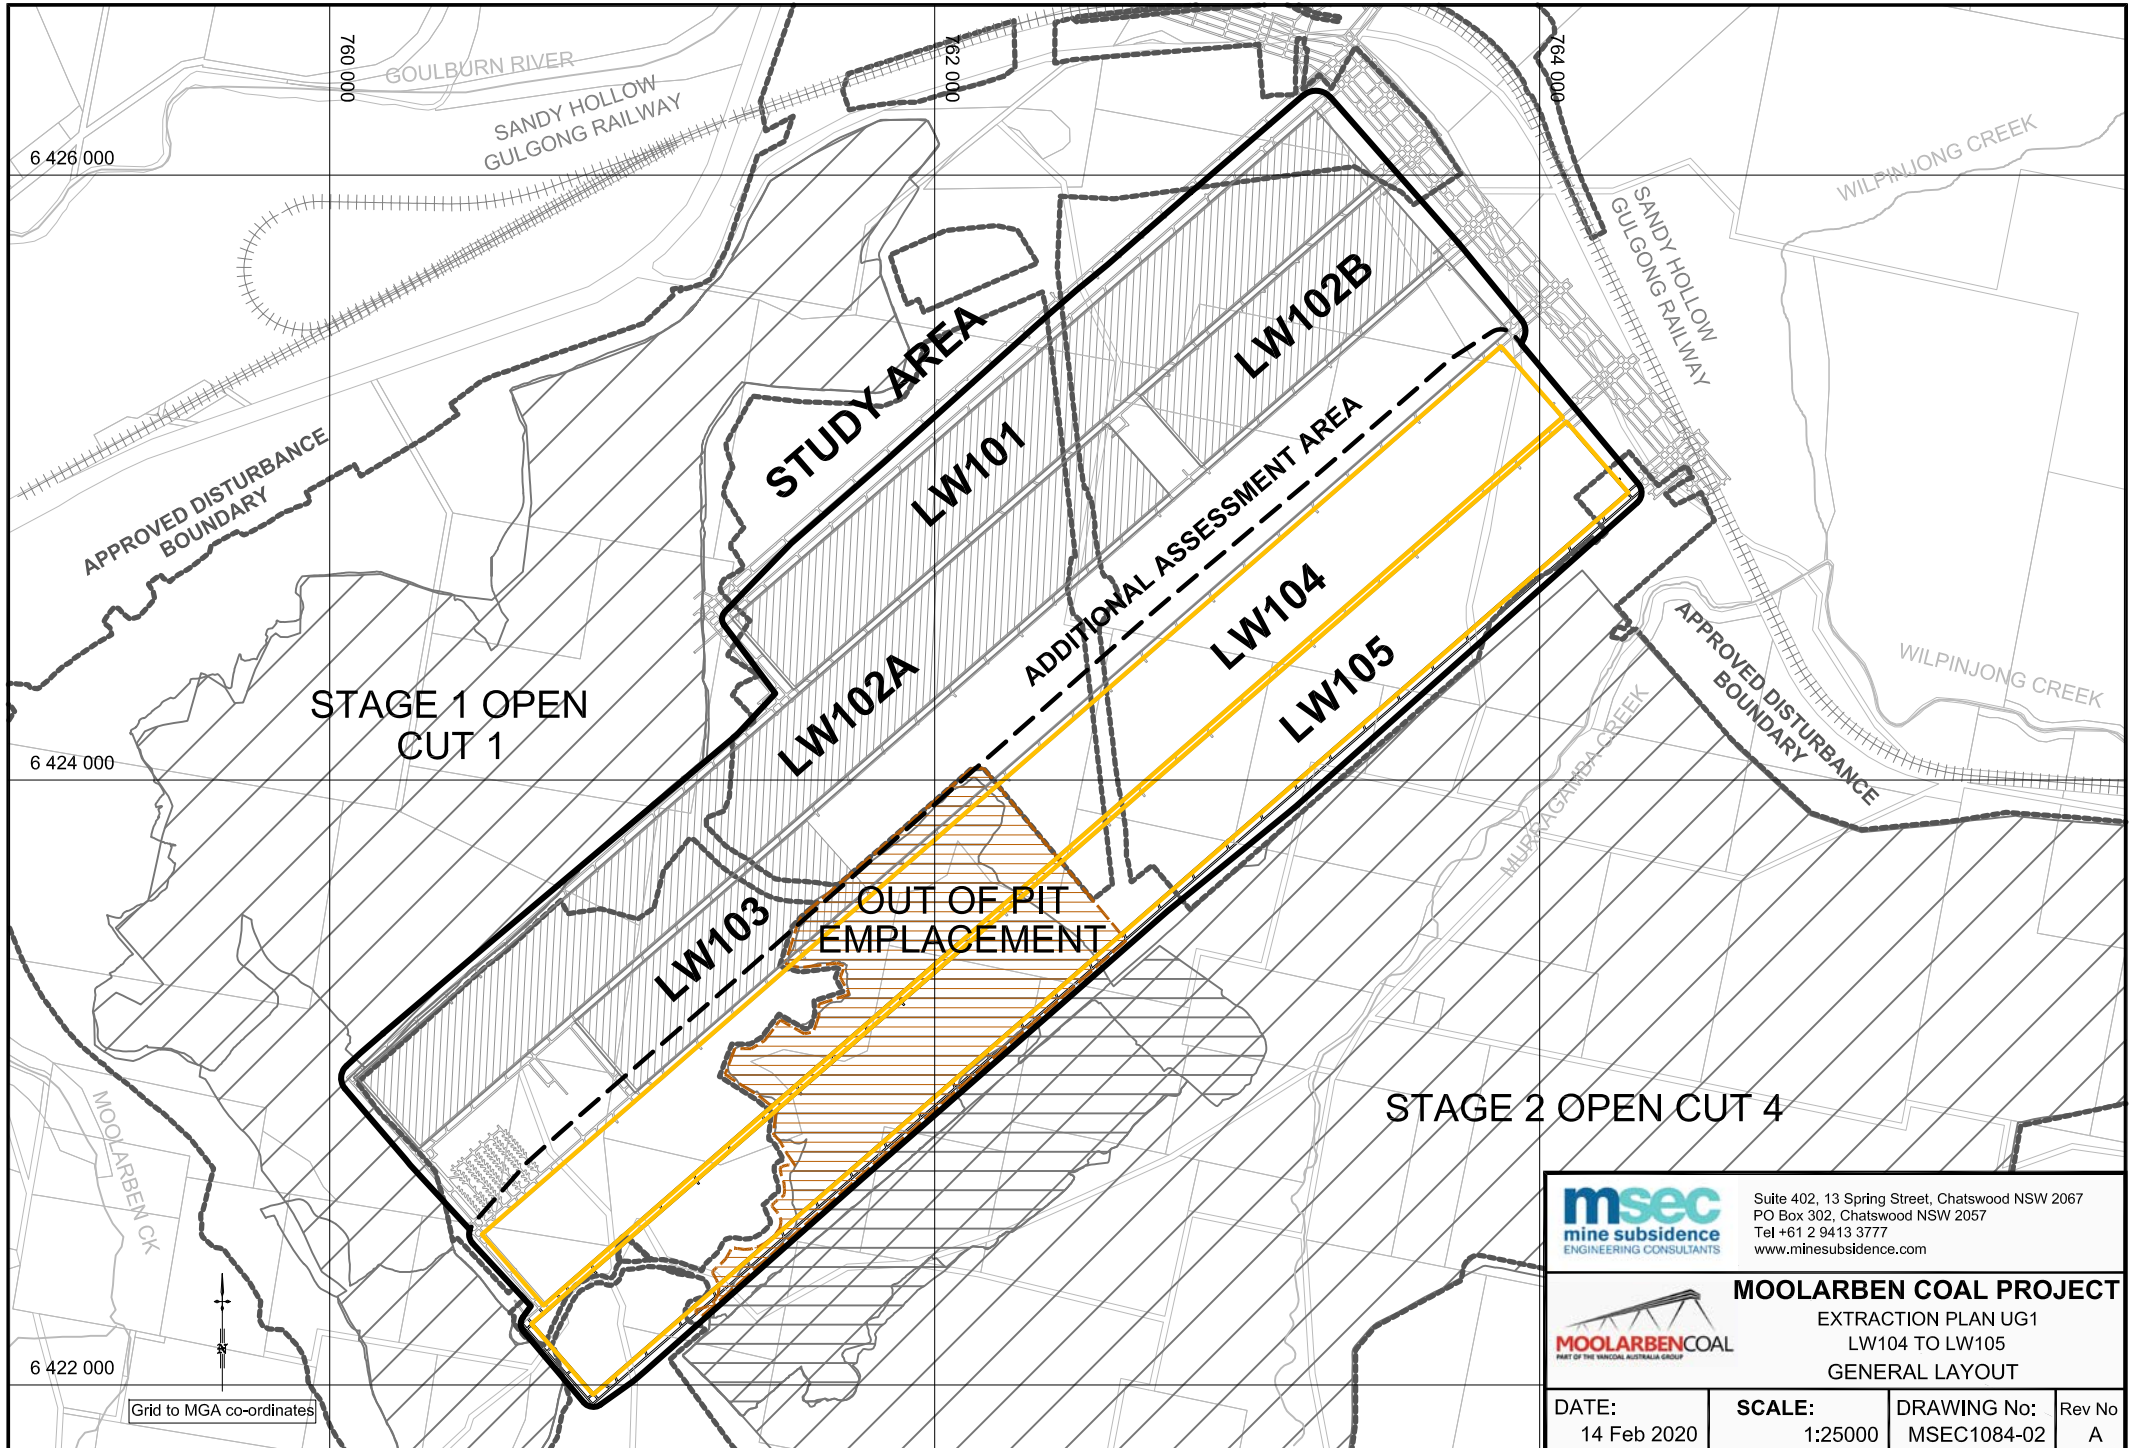 760 000
762 000
764 000
GOULBURN RIVER
SANDY HOLLOW
GULGONG RAILWAY
6 426 000
WILPINJONG CREEK
SANDY HOLLOW
GULGONG RAILWAY
STUDY AREA
LW101
LW102B
ADDITIONAL ASSESSMENT AREA
APPROVED DISTURBANCE
BOUNDARY
LW104
LW105
LW102A
STAGE 1 OPEN
CUT 1
APPROVED DISTURBANCE
BOUNDARY
WILPINJONG CREEK
6 424 000
MURRAGAMBA CREEK
OUT OF PIT
EMPLACEMENT
LW103
MOOLARBEN CK
STAGE 2 OPEN CUT 4
6 422 000
N
Grid to MGA co-ordinates
msec
mine subsidence
ENGINEERING CONSULTANTS
Suite 402, 13 Spring Street, Chatswood NSW 2067
PO Box 302, Chatswood NSW 2057
Tel +61 2 9413 3777
www.minesubsidence.com
MOOLARBENCOAL
PART OF THE YANCOAL AUSTRALIA GROUP
MOOLARBEN COAL PROJECT
EXTRACTION PLAN UG1
LW104 TO LW105
GENERAL LAYOUT
DATE:
14 Feb 2020
SCALE:
1:25000
DRAWING No:
MSEC1084-02
Rev No
A